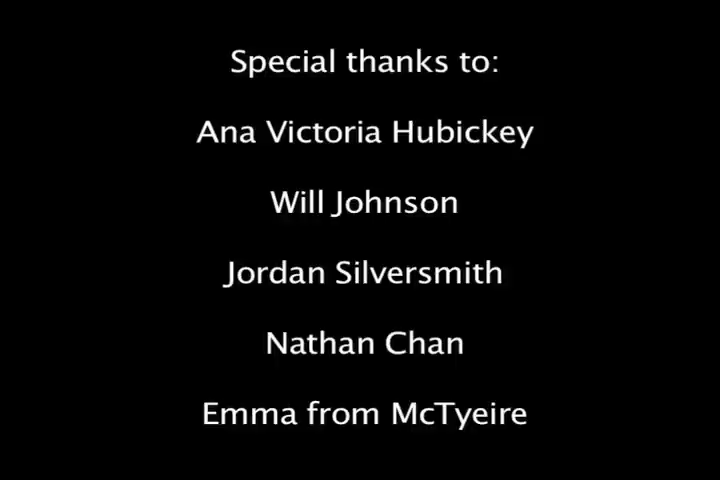 Special thanks to:
Ana Victoria Hubickey
Will Johnson
Jordan Silversmith
Nathan Chan
Emma from McTyeire